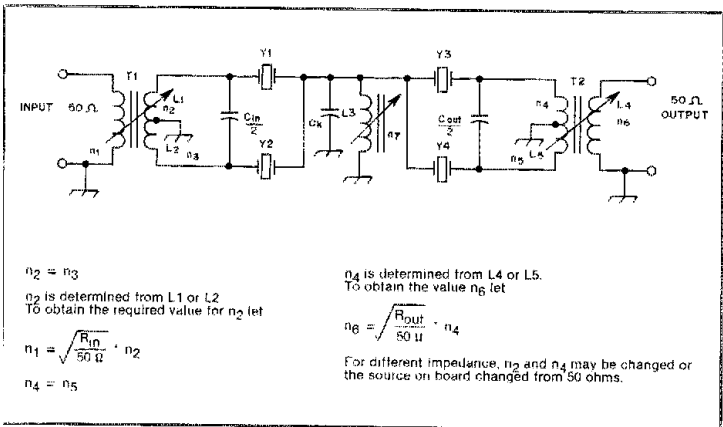 Y1
Y3
T1
T2
L1
n2
L4
n6
n4
INPUT
50 Ω
50 Ω
OUTPUT
Cin
2
Ck
L3
n7
Cout
2
n1
L2
n3
Y2
Y4
n5
L5
n2 = n3
n2 is determined from L1 or L2
To obtain the required value for n2 let
n1 = √ Rin / 50 Ω · n2
n4 = n5
n4 is determined from L4 or L5.
To obtain the value n6 let
n6 = √ Rout / 50 Ω · n4
For different impedance, n2 and n4 may be changed or
the source on board changed from 50 ohms.